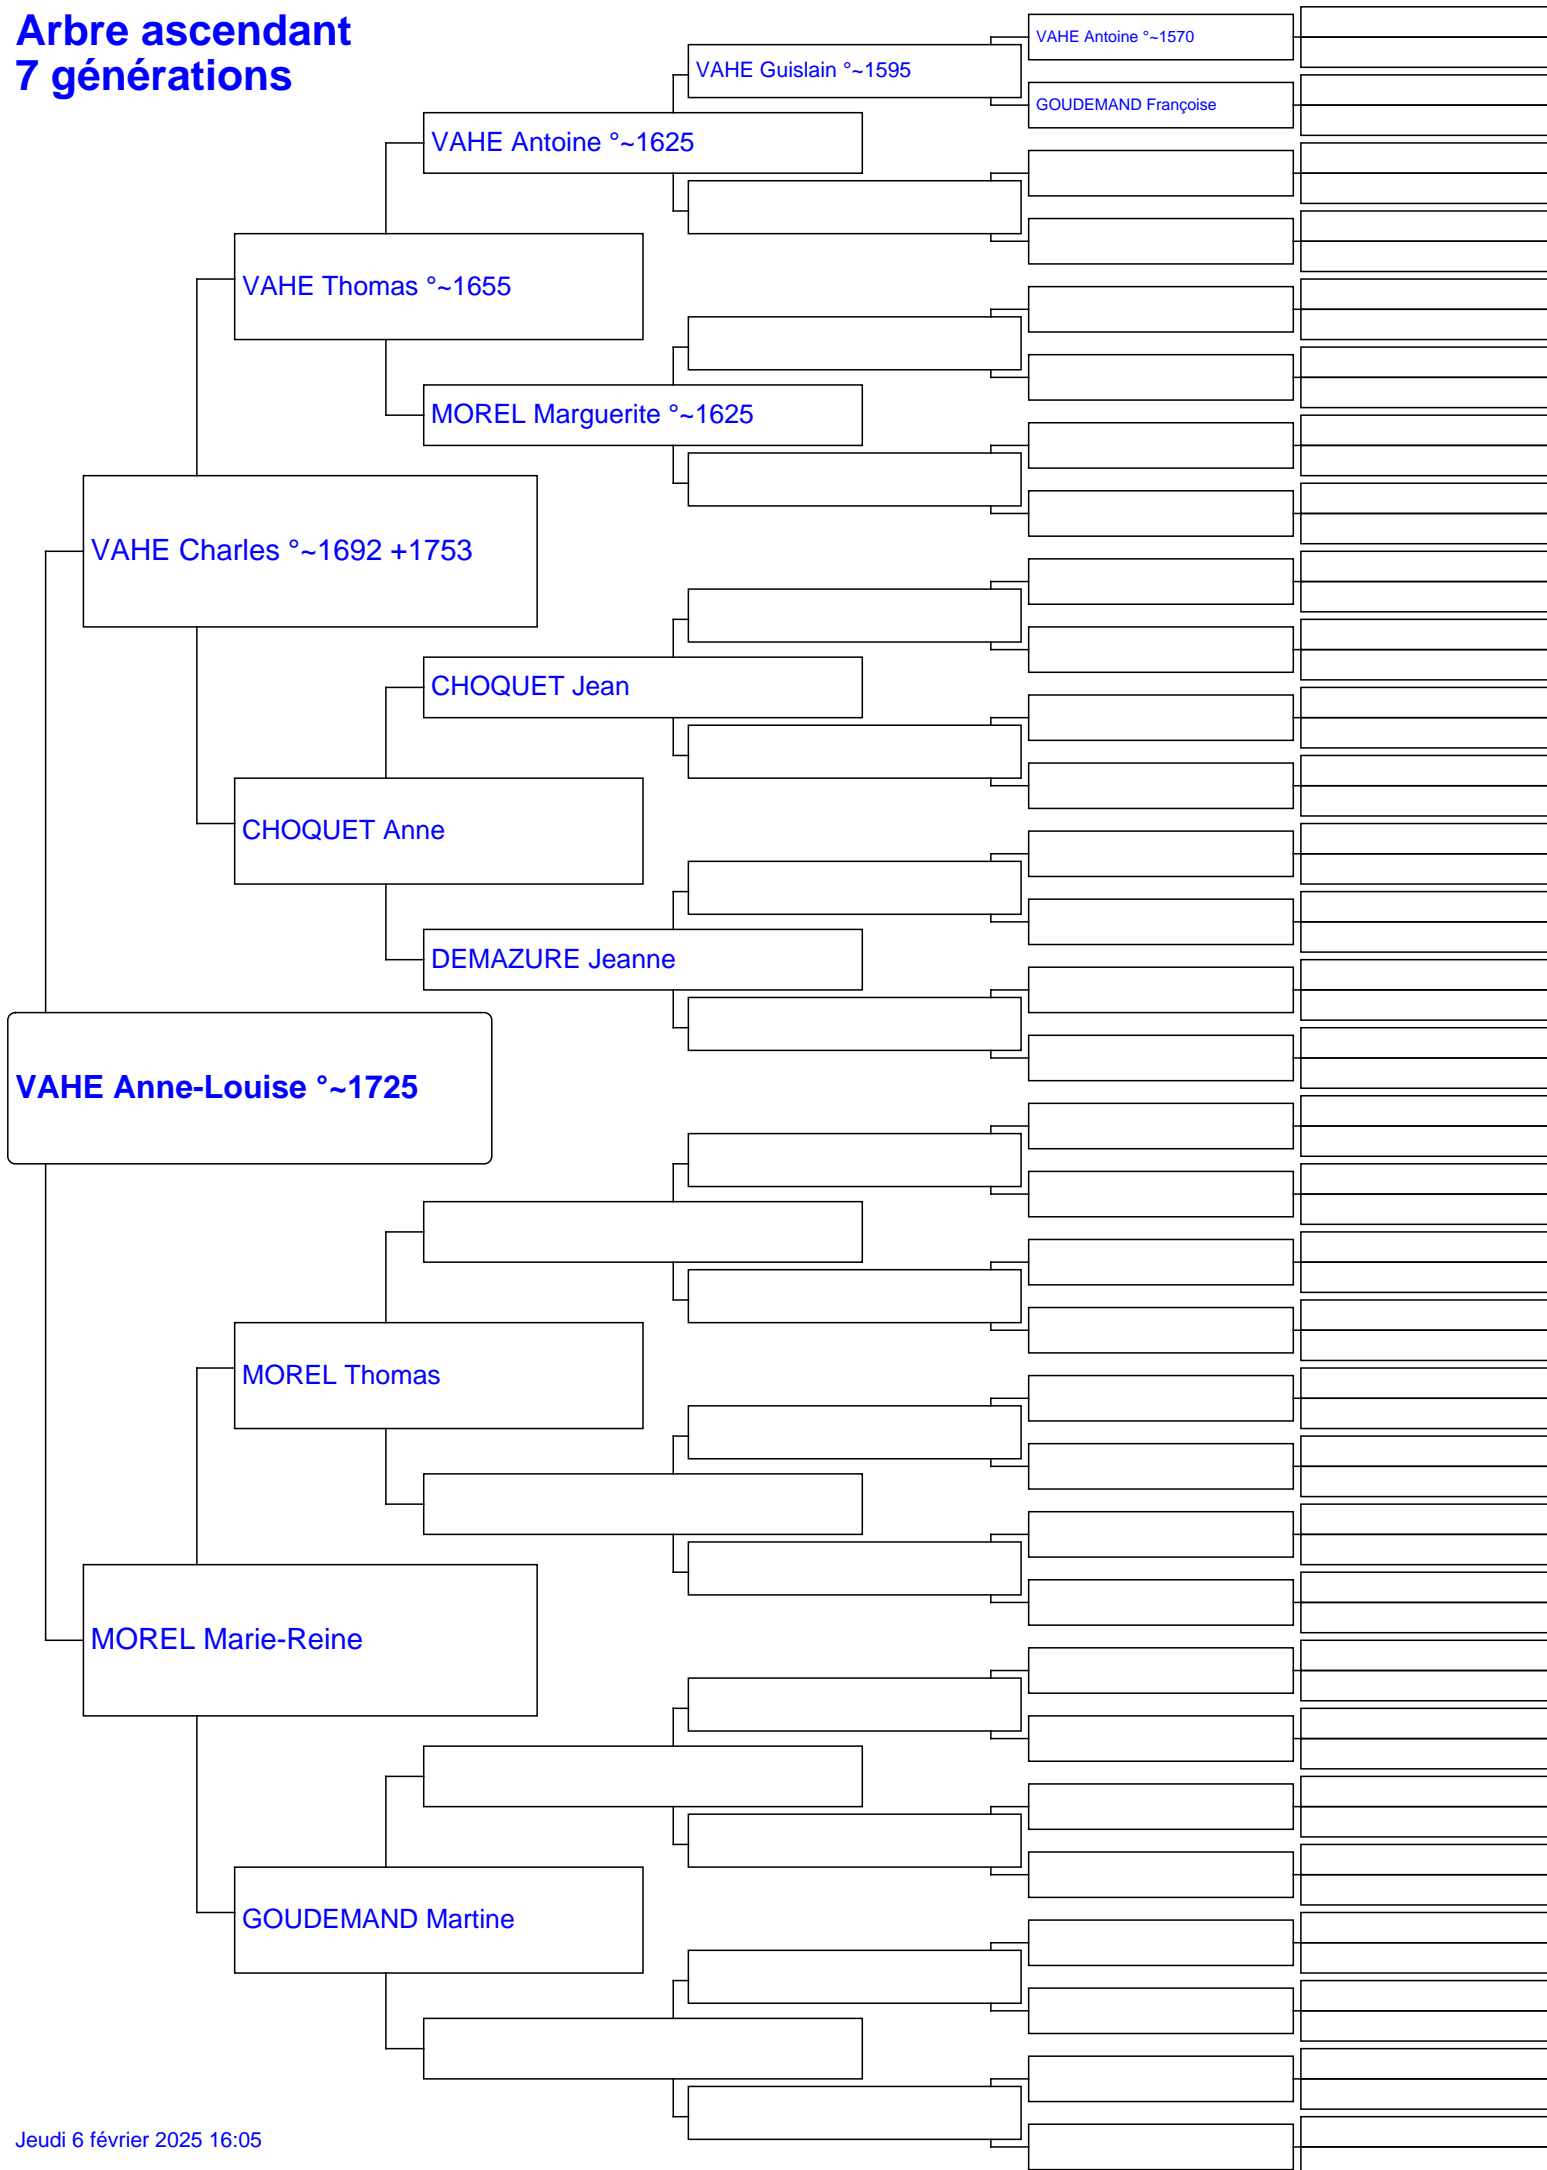 Arbre ascendant
7 générations
VAHE Antoine °~1570
VAHE Guislain °~1595
GOUDEMAND Françoise
VAHE Antoine °~1625
VAHE Thomas °~1655
MOREL Marguerite °~1625
VAHE Charles °~1692 +1753
CHOQUET Jean
CHOQUET Anne
DEMAZURE Jeanne
VAHE Anne-Louise °~1725
MOREL Thomas
MOREL Marie-Reine
GOUDEMAND Martine
Jeudi 6 février 2025 16:05